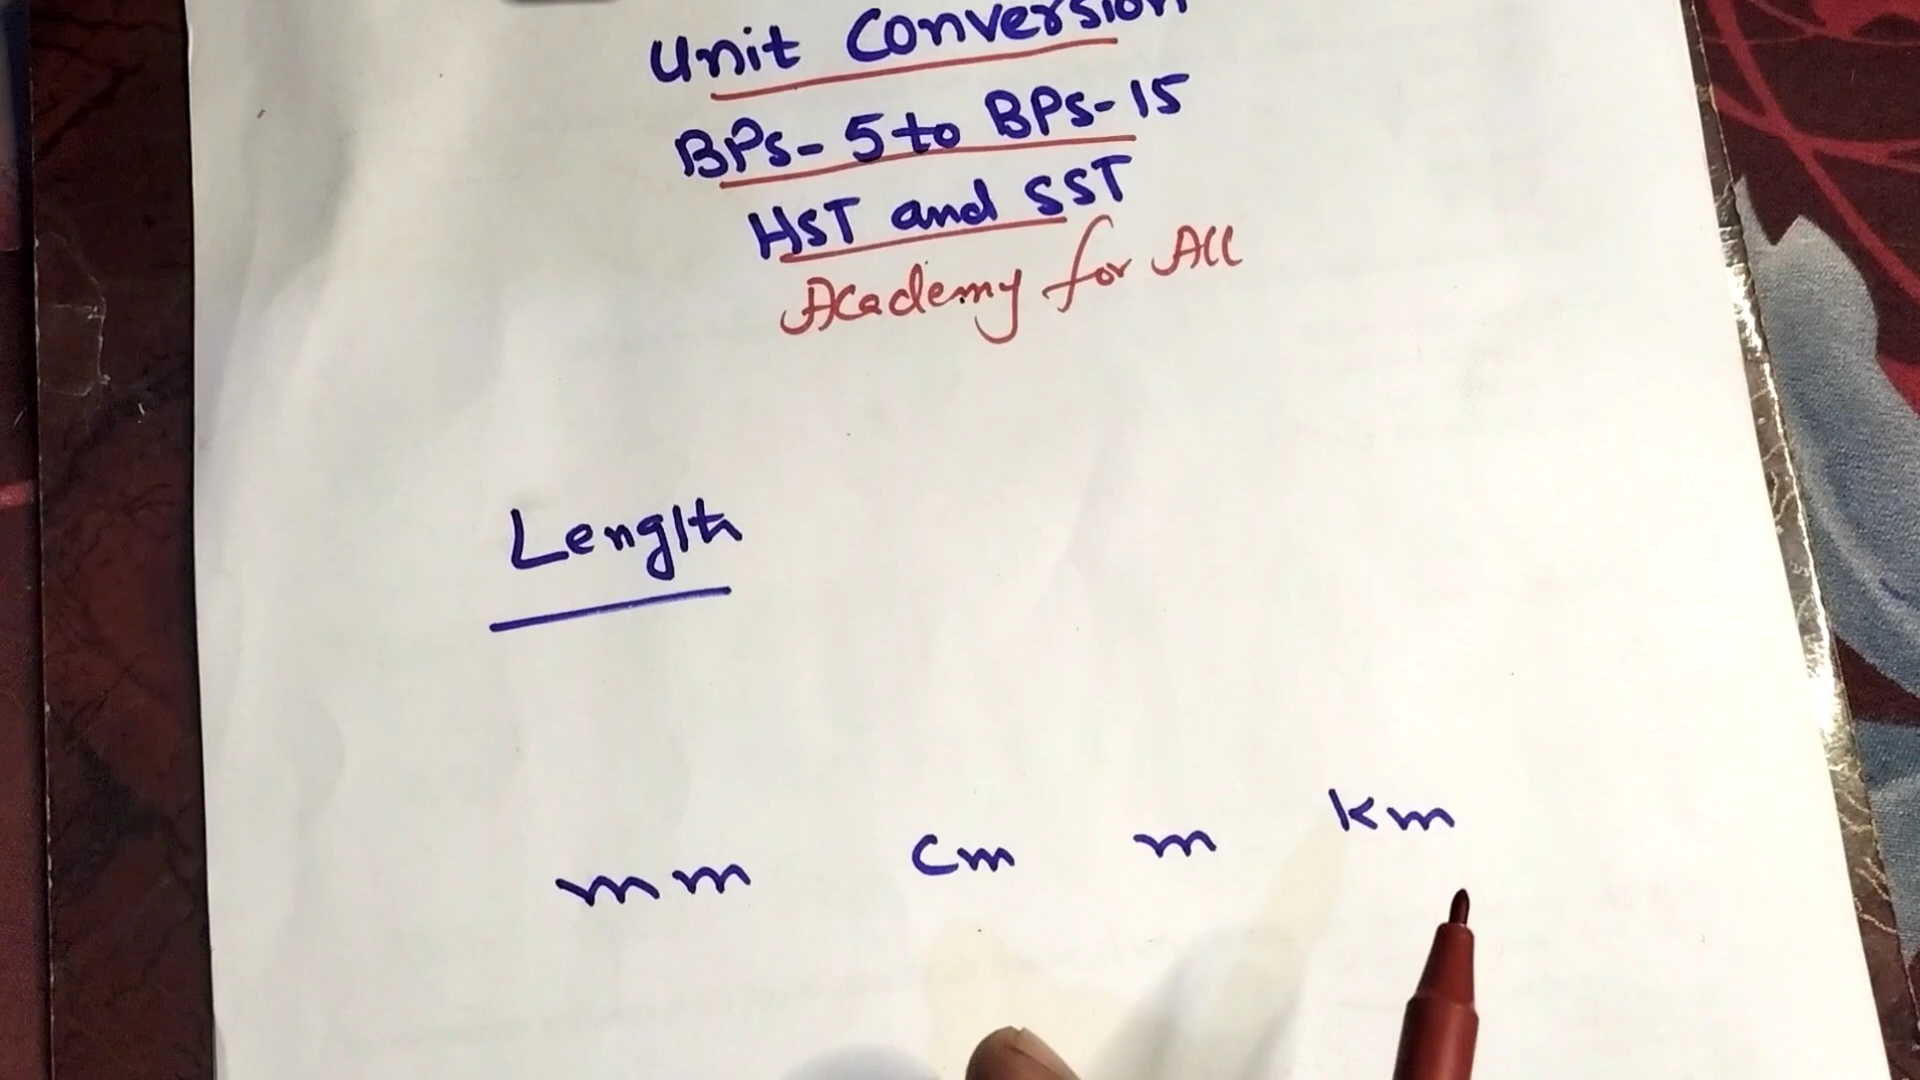 Unit Conversion
BPS-5 to BPS-15
HST and SST
Academy for All
Length
mm cm m km